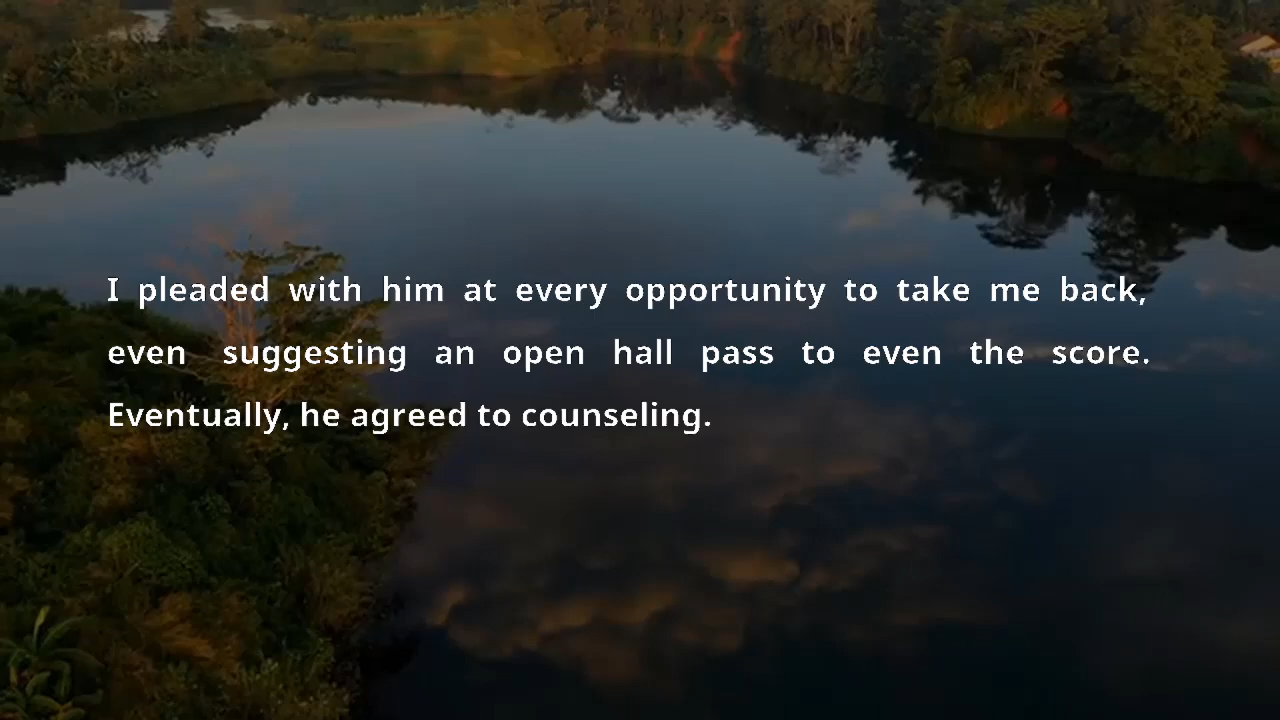 I pleaded with him at every opportunity to take me back,
even suggesting an open hall pass to even the score.
Eventually, he agreed to counseling.